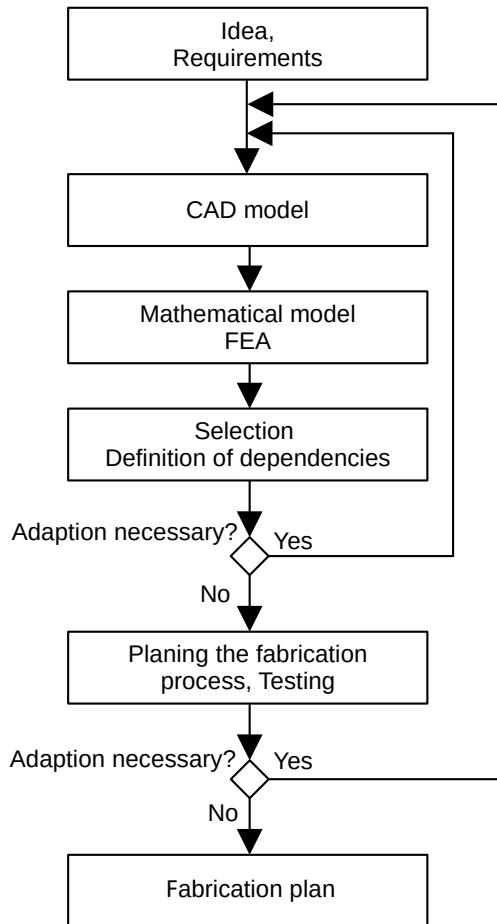 Idea,
Requirements
CAD model
Mathematical model
FEA
Selection
Definition of dependencies
Adaption necessary?
Yes
No
Planing the fabrication
process, Testing
Adaption necessary?
Yes
No
Fabrication plan